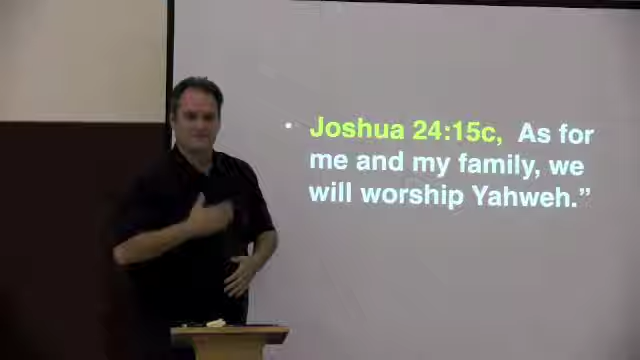 • Joshua 24:15c, As for
me and my family, we
will worship Yahweh.”